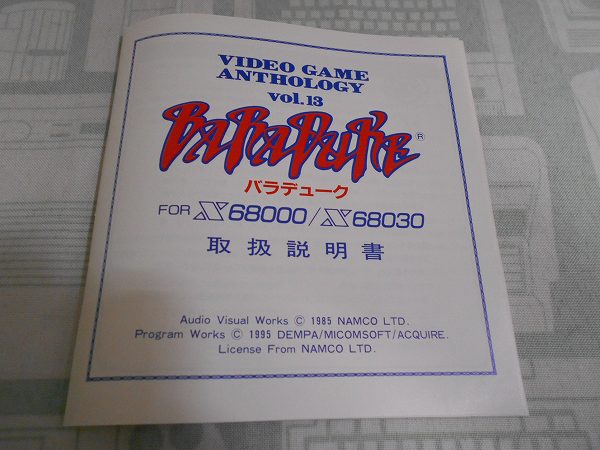 VIDEO GAME
ANTHOLOGY
vol.13
BARADUKE®
バラデューク
FOR X68000/X68030
取扱説明書
Audio Visual Works © 1985 NAMCO LTD.
Program Works © 1995 DEMPA/MICOMSOFT/ACQUIRE.
License From NAMCO LTD.